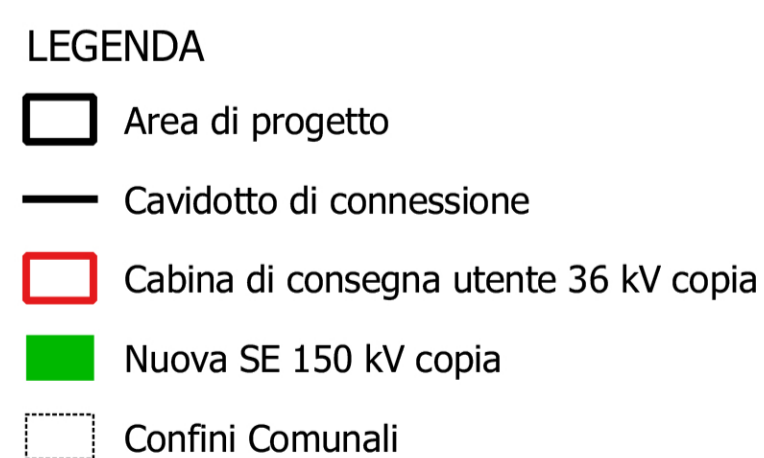 LEGENDA
Area di progetto
Cavidotto di connessione
Cabina di consegna utente 36 kV copia
Nuova SE 150 kV copia
Confini Comunali